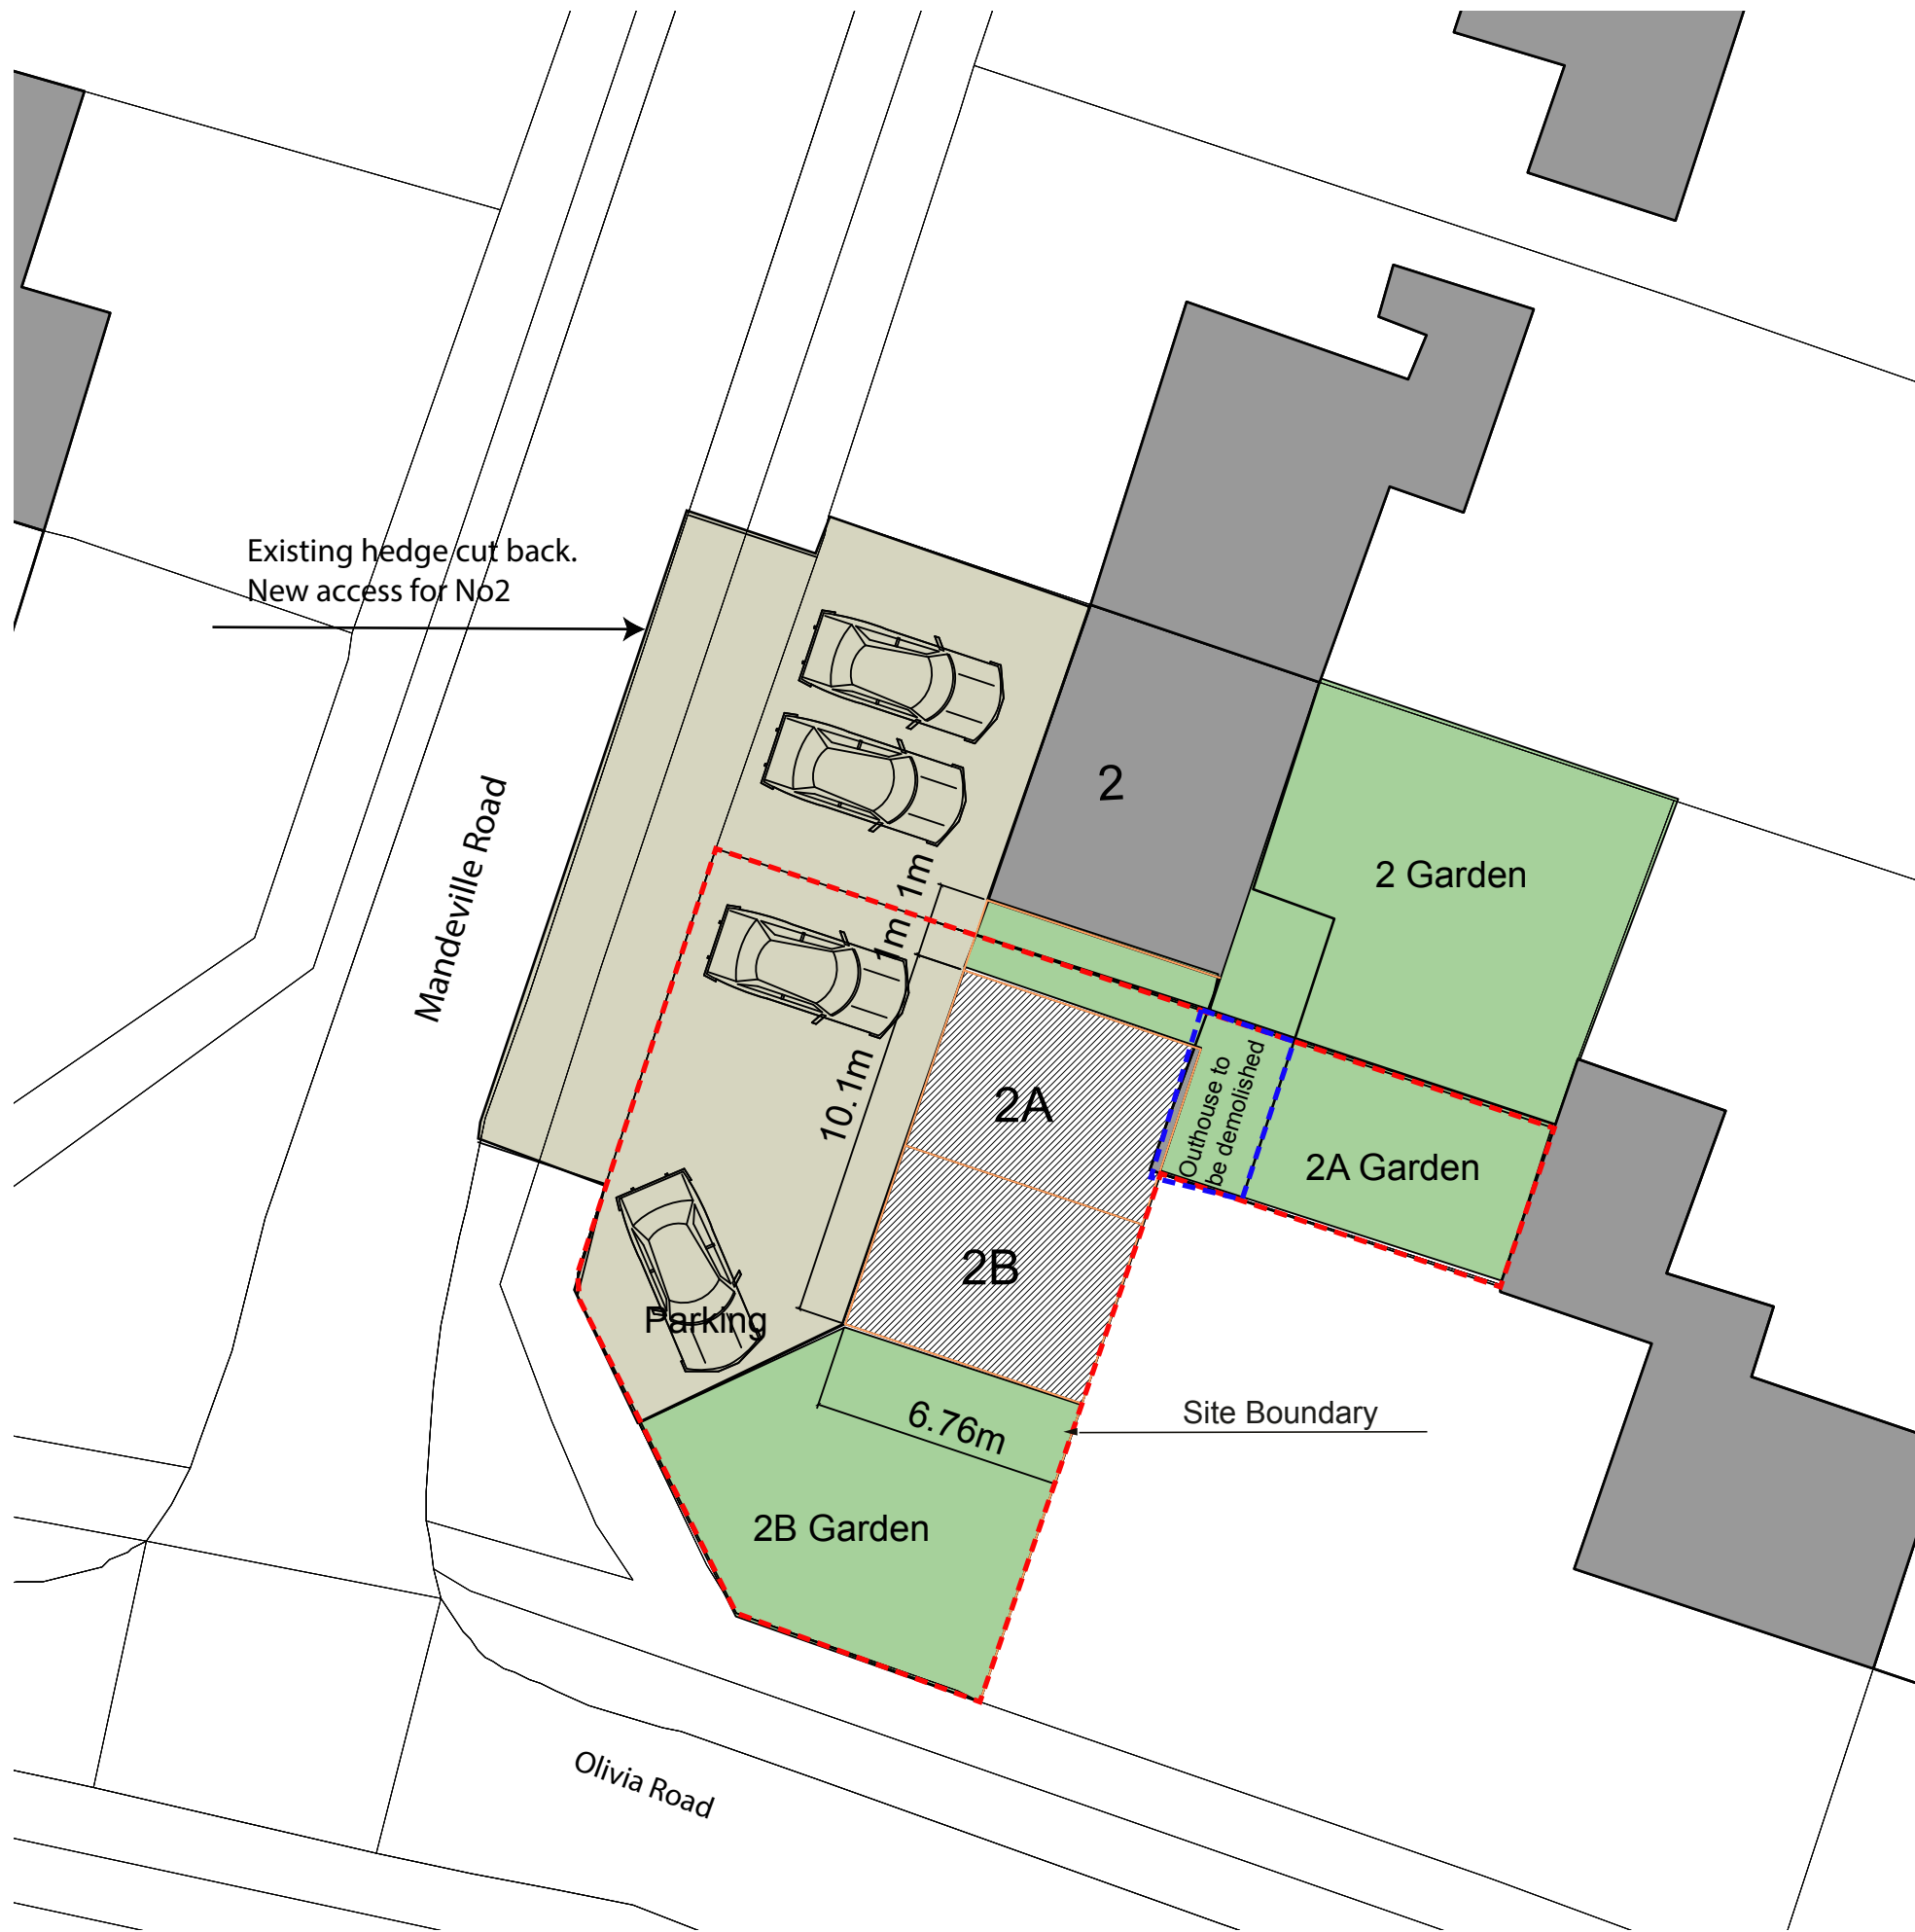 Existing hedge cut back.
New access for No2
Mandeville Road
2
2 Garden
1m
1m
10.1m
2A
Outhouse to
be demolished
2A Garden
2B
Parking
6.76m
Site Boundary
2B Garden
Olivia Road